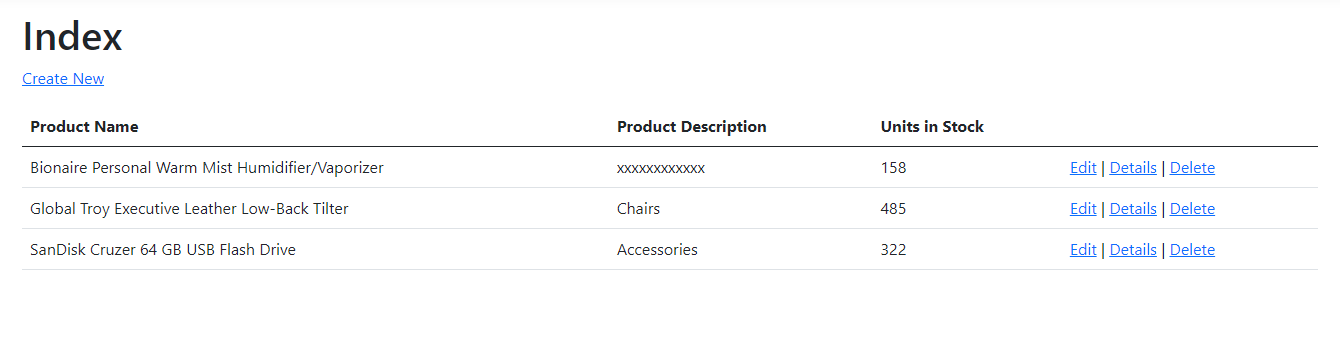 Index
Create New
Product Name Product Description Units in Stock
Bionaire Personal Warm Mist Humidifier/Vaporizer xxxxxxxxxxxx 158 Edit | Details | Delete
Global Troy Executive Leather Low-Back Tilter Chairs 485 Edit | Details | Delete
SanDisk Cruzer 64 GB USB Flash Drive Accessories 322 Edit | Details | Delete